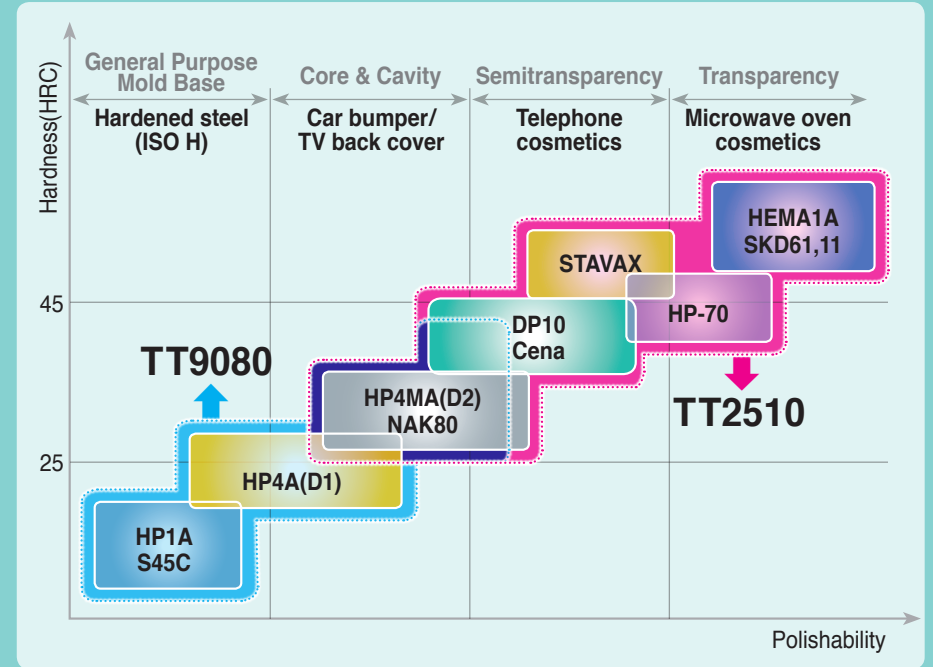 Hardness(HRC)
General Purpose
Mold Base
Core & Cavity
Semitransparency
Transparency
Hardened steel
(ISO H)
Car bumper/
TV back cover
Telephone
cosmetics
Microwave oven
cosmetics
HEMA1A
SKD61,11
STAVAX
45
HP-70
DP10
Cena
TT9080
HP4MA(D2)
NAK80
TT2510
25
HP4A(D1)
HP1A
S45C
Polishability